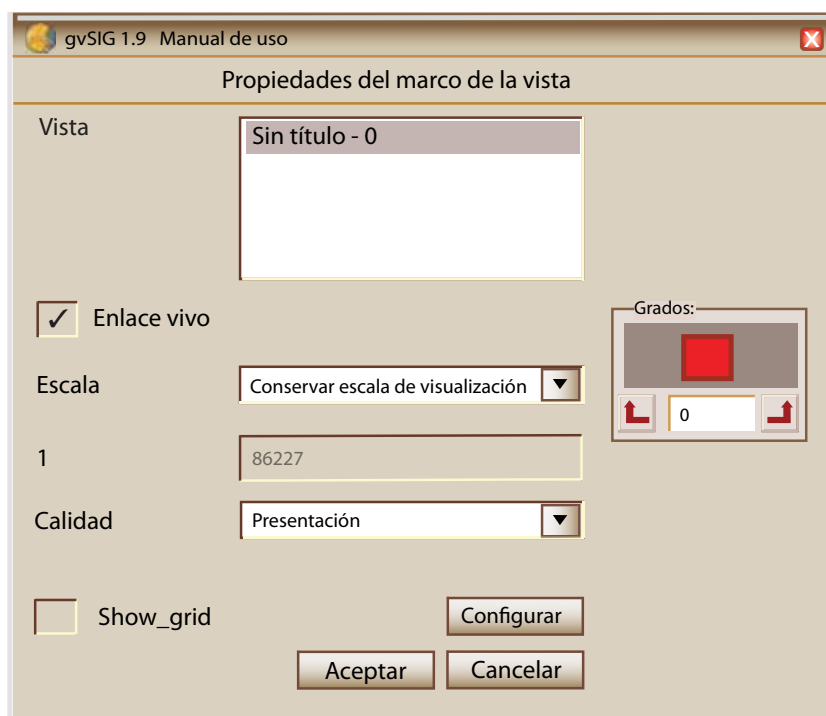 gvSIG 1.9 Manual de uso
X
Propiedades del marco de la vista
Vista
Sin título - 0
Enlace vivo
Grados:
Escala
Conservar escala de visualización
0
1
86227
Calidad
Presentación
Show_grid
Configurar
Aceptar
Cancelar